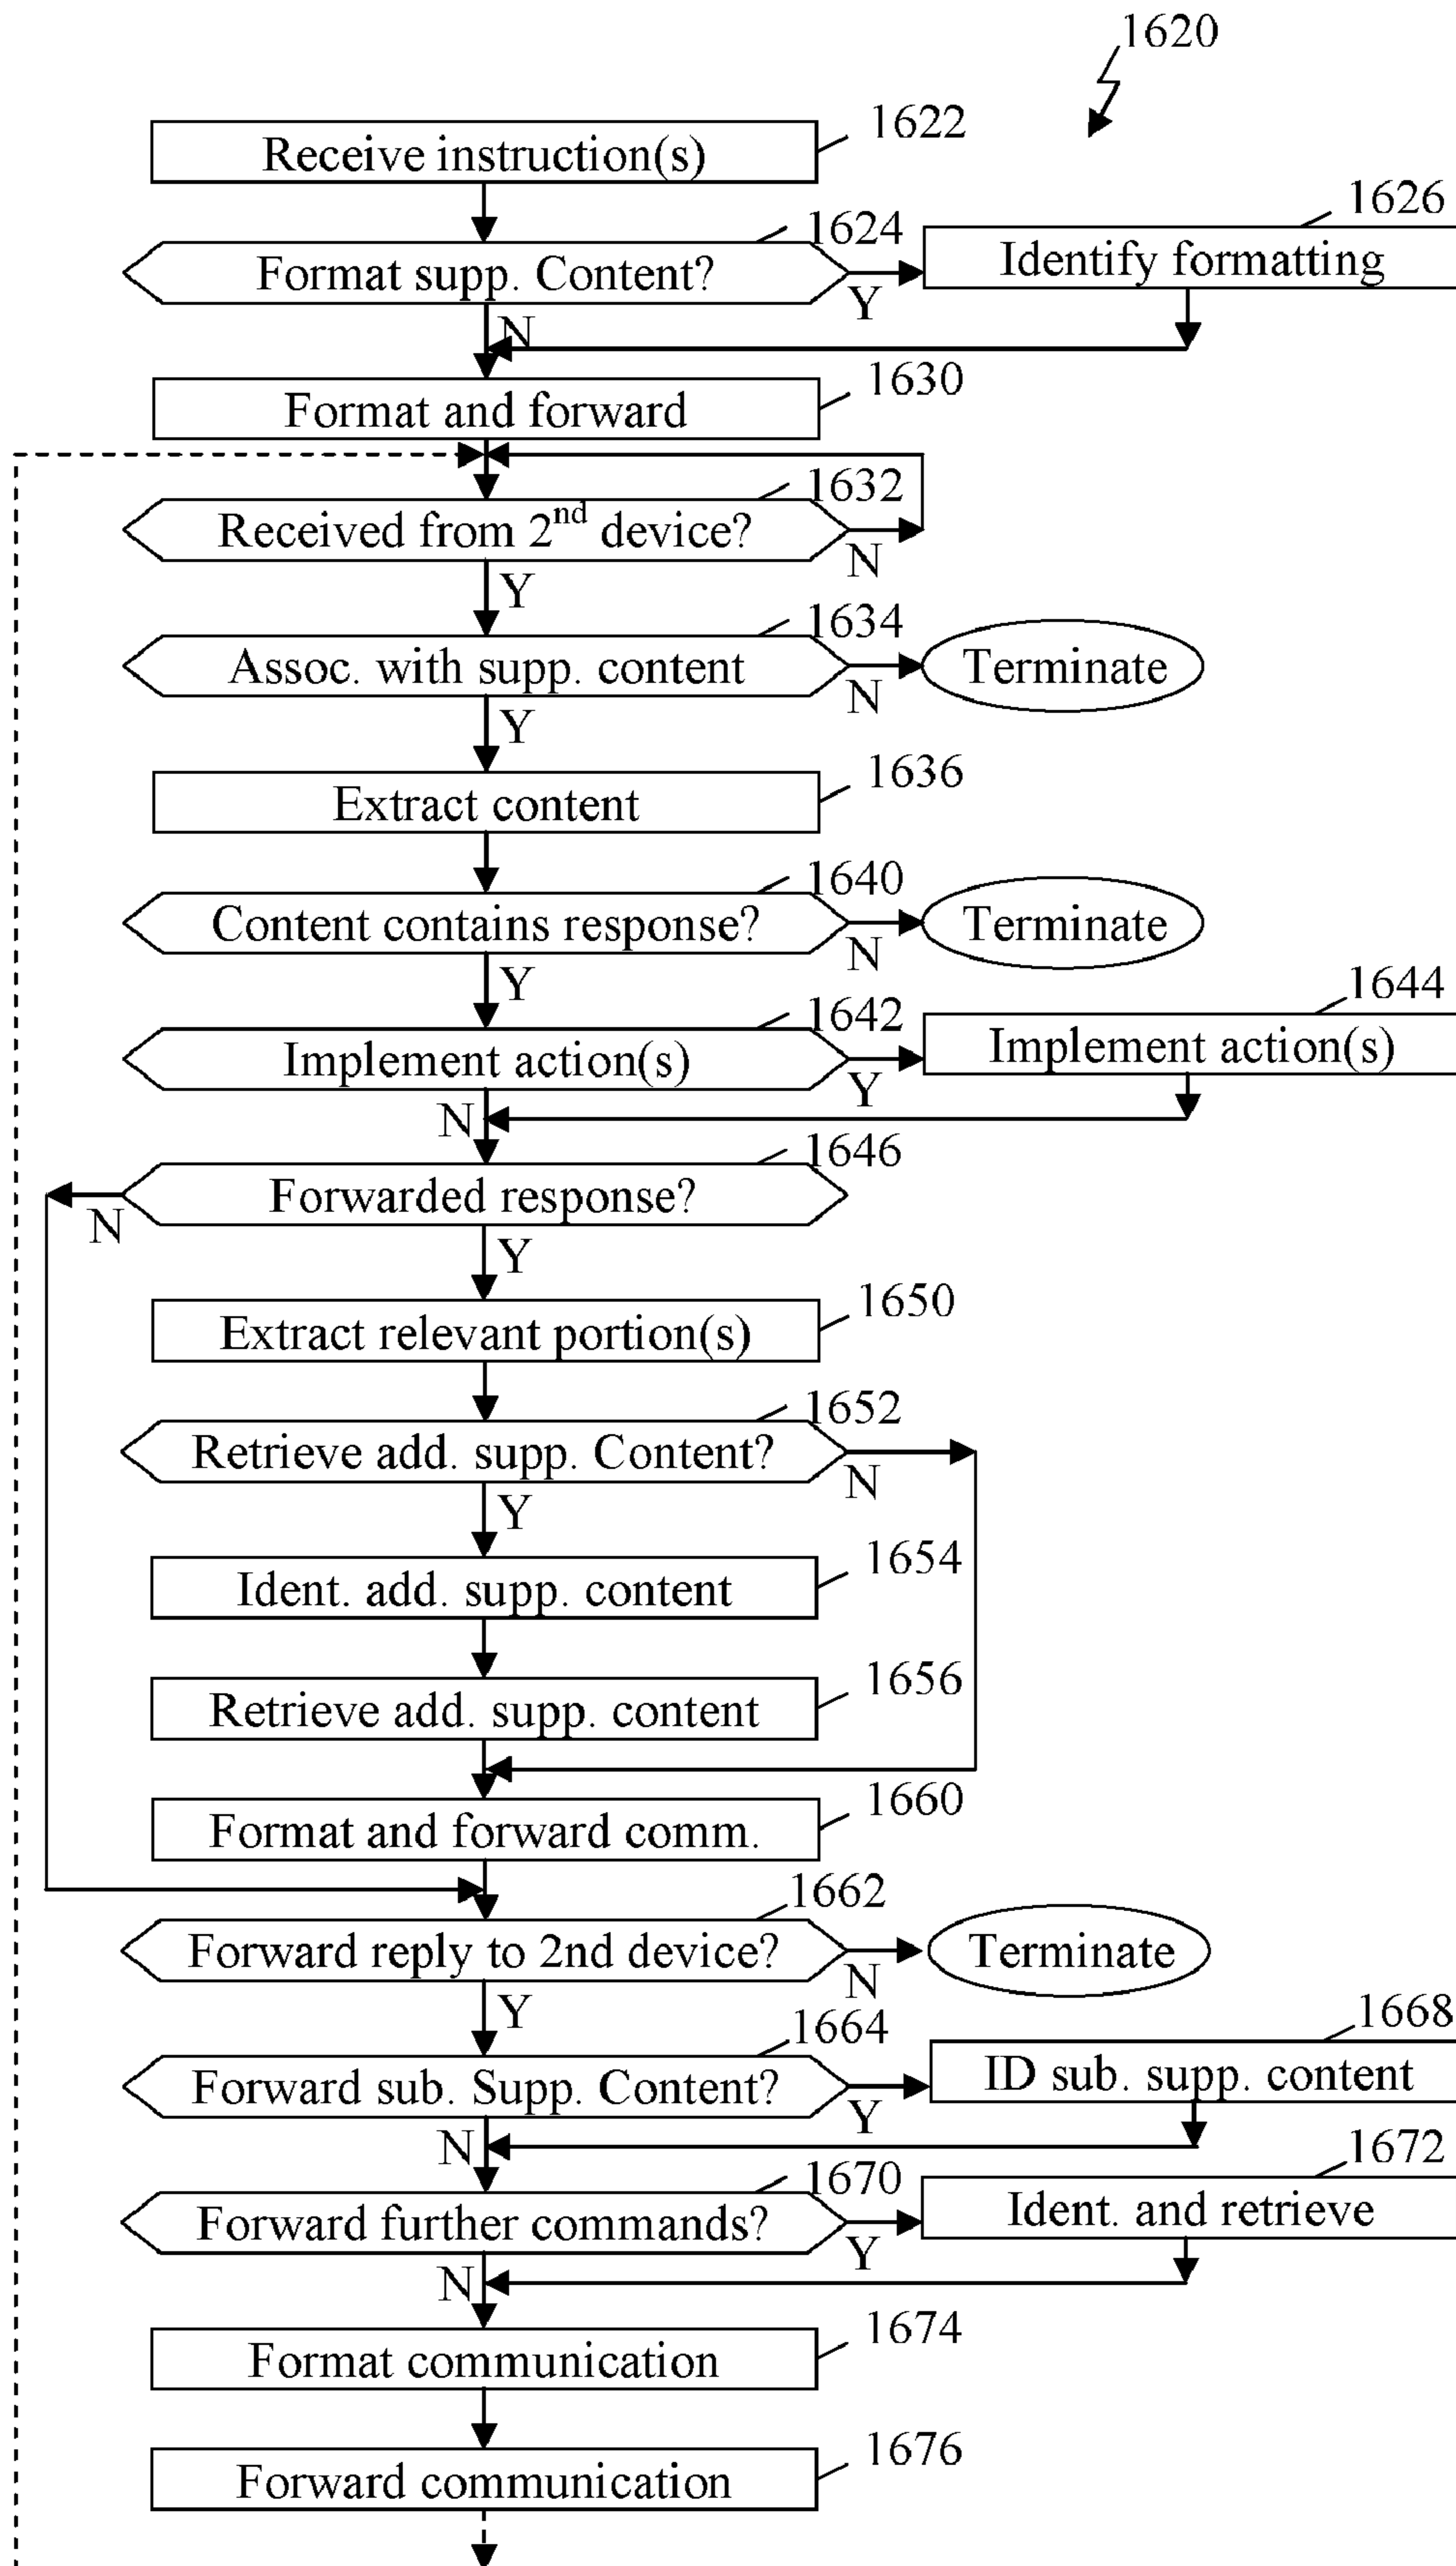 1620
1622
Receive instruction(s)
1624
1626
Format supp. Content?
Identify formatting
Y
N
1630
Format and forward
1632
Received from 2nd device?
N
Y
1634
Assoc. with supp. content
Terminate
N
Y
1636
Extract content
1640
Content contains response?
Terminate
N
Y
1642
1644
Implement action(s)
Implement action(s)
Y
N
1646
Forwarded response?
N
Y
1650
Extract relevant portion(s)
1652
Retrieve add. supp. Content?
N
Y
1654
Ident. add. supp. content
1656
Retrieve add. supp. content
1660
Format and forward comm.
1662
Forward reply to 2nd device?
Terminate
N
Y
1664
1668
Forward sub. Supp. Content?
ID sub. supp. content
Y
N
1670
1672
Forward further commands?
Ident. and retrieve
Y
N
1674
Format communication
1676
Forward communication